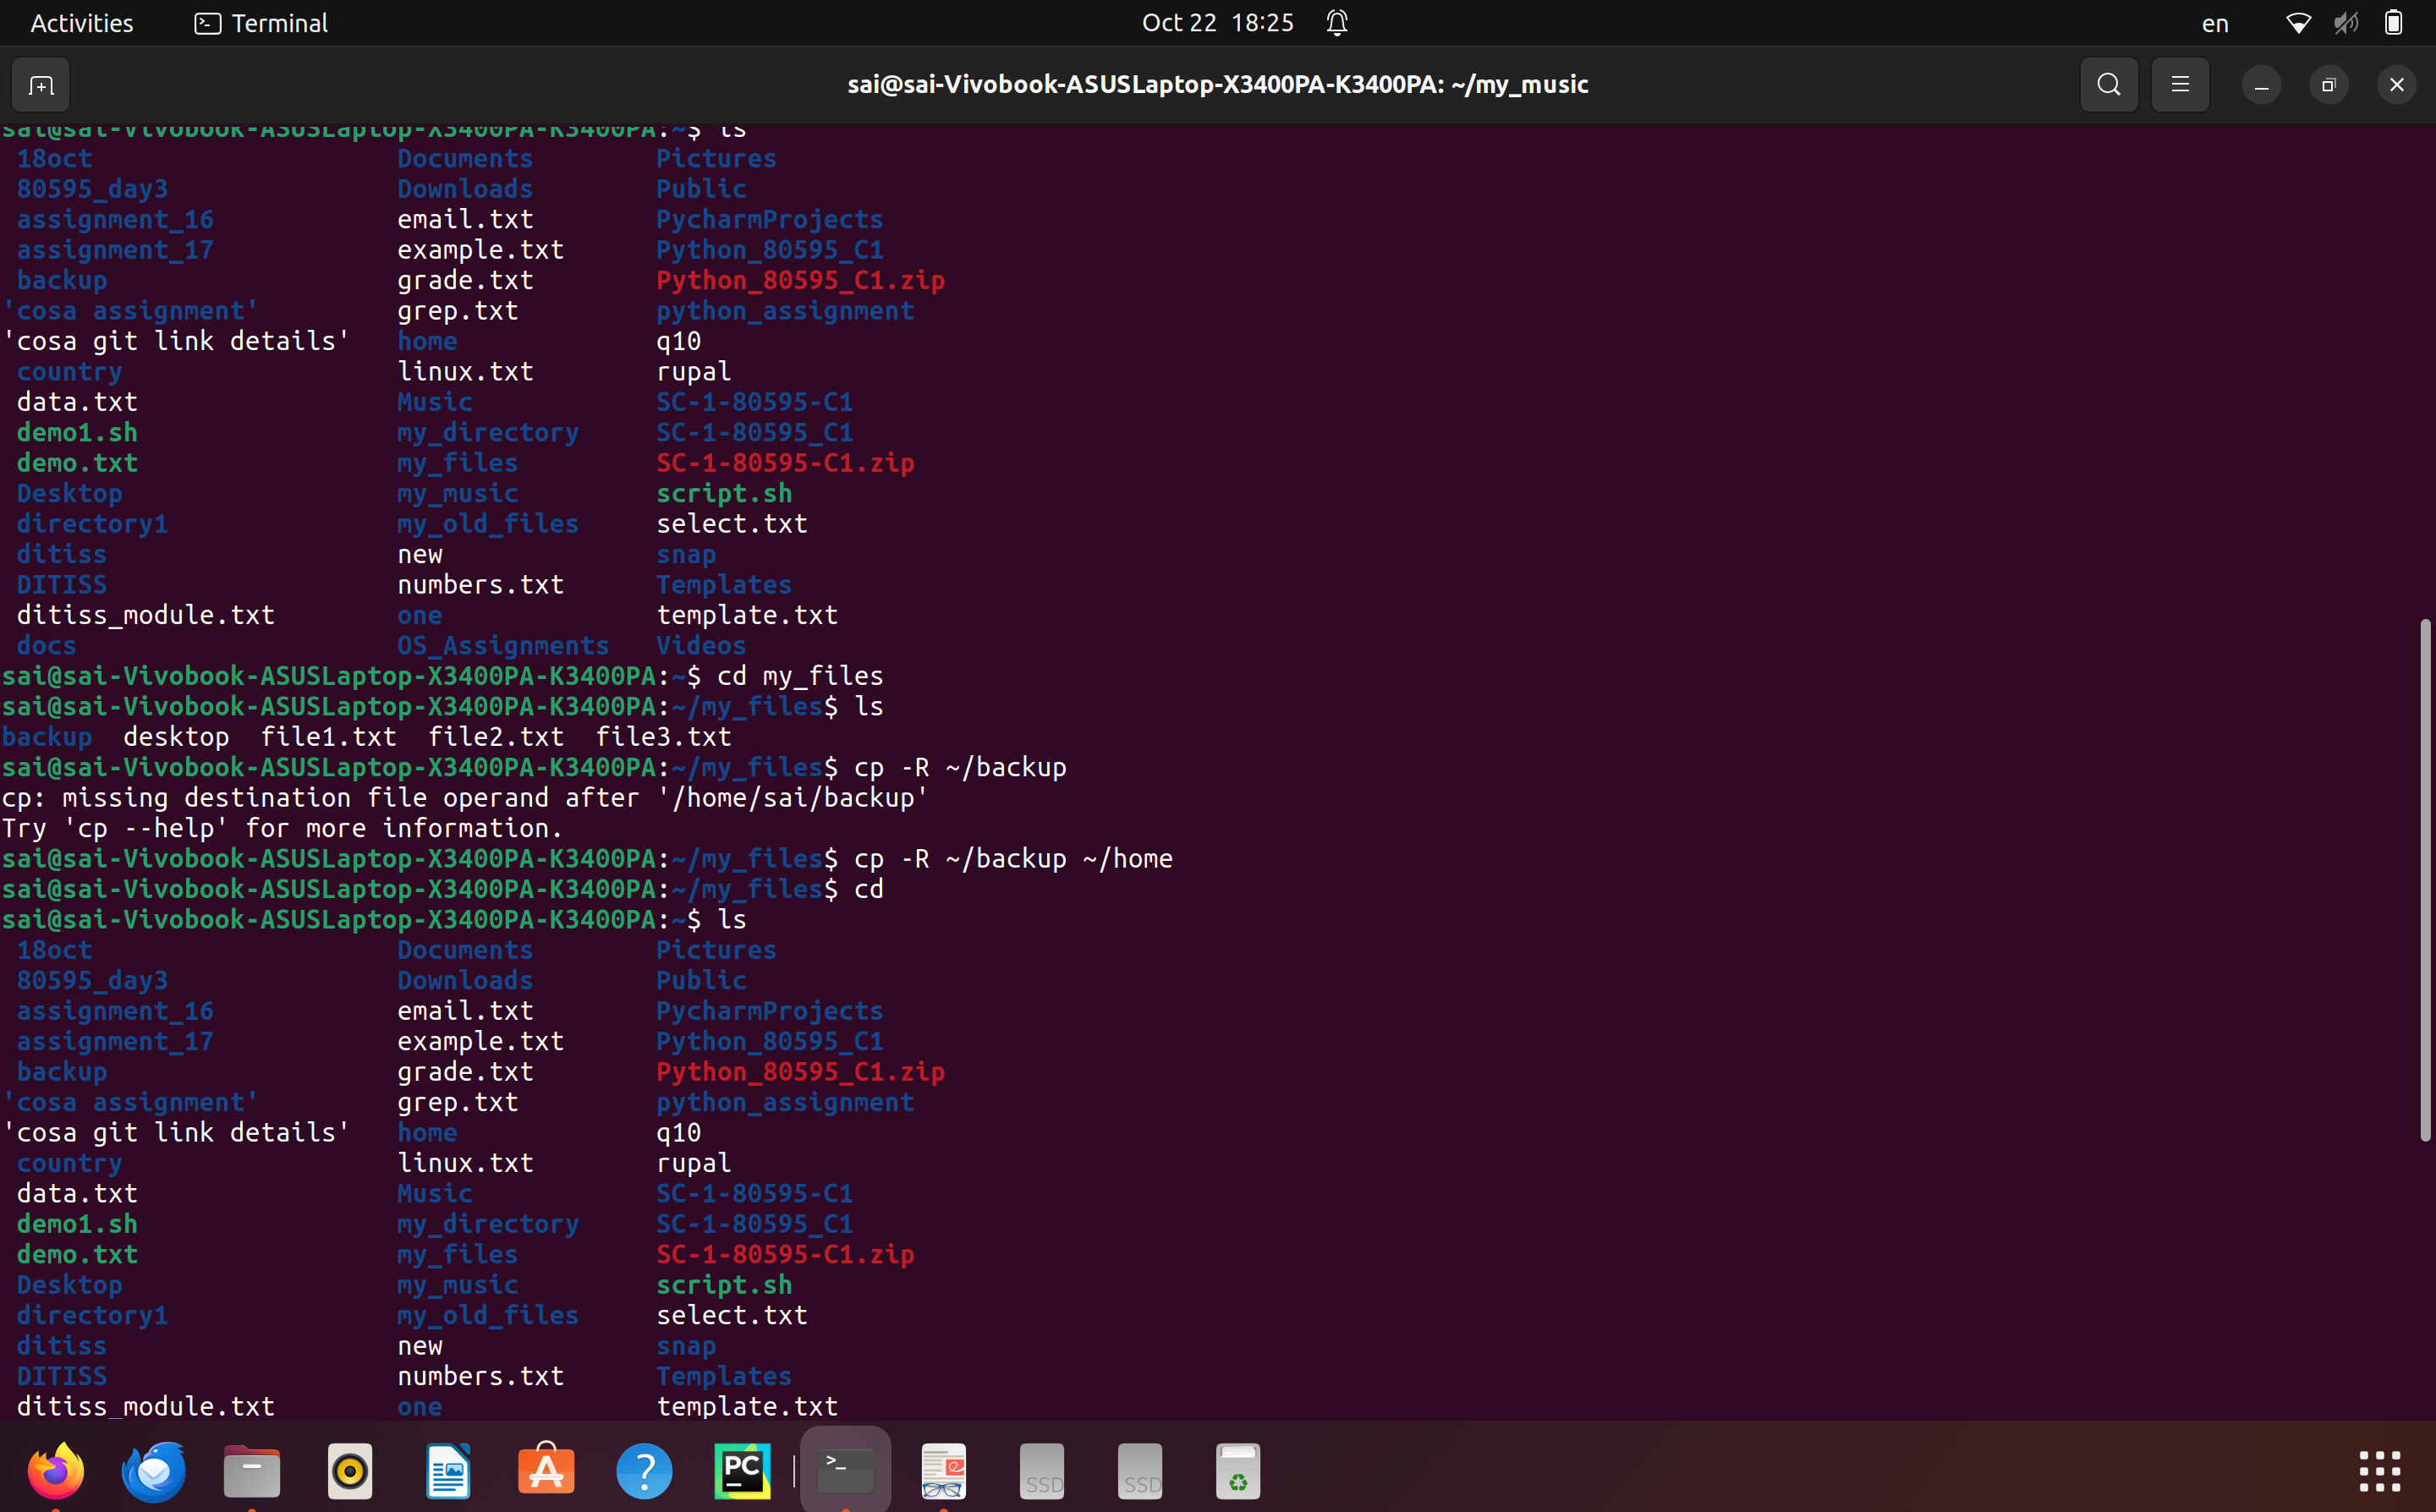 Activities Terminal Oct 22 18:25 en
sai@sai-Vivobook-ASUSLaptop-X3400PA-K3400PA: ~/my_music
sai@sai-Vivobook-ASUSLaptop-X3400PA-K3400PA:~$ ls
18oct Documents Pictures
80595_day3 Downloads Public
assignment_16 email.txt PycharmProjects
assignment_17 example.txt Python_80595_C1
backup grade.txt Python_80595_C1.zip
'cosa assignment' grep.txt python_assignment
'cosa git link details' home q10
country linux.txt rupal
data.txt Music SC-1-80595-C1
demo1.sh my_directory SC-1-80595_C1
demo.txt my_files SC-1-80595-C1.zip
Desktop my_music script.sh
directory1 my_old_files select.txt
ditiss new snap
DITISS numbers.txt Templates
ditiss_module.txt one template.txt
docs OS_Assignments Videos
sai@sai-Vivobook-ASUSLaptop-X3400PA-K3400PA:~$ cd my_files
sai@sai-Vivobook-ASUSLaptop-X3400PA-K3400PA:~/my_files$ ls
backup desktop file1.txt file2.txt file3.txt
sai@sai-Vivobook-ASUSLaptop-X3400PA-K3400PA:~/my_files$ cp -R ~/backup
cp: missing destination file operand after '/home/sai/backup'
Try 'cp --help' for more information.
sai@sai-Vivobook-ASUSLaptop-X3400PA-K3400PA:~/my_files$ cp -R ~/backup ~/home
sai@sai-Vivobook-ASUSLaptop-X3400PA-K3400PA:~/my_files$ cd
sai@sai-Vivobook-ASUSLaptop-X3400PA-K3400PA:~$ ls
18oct Documents Pictures
80595_day3 Downloads Public
assignment_16 email.txt PycharmProjects
assignment_17 example.txt Python_80595_C1
backup grade.txt Python_80595_C1.zip
'cosa assignment' grep.txt python_assignment
'cosa git link details' home q10
country linux.txt rupal
data.txt Music SC-1-80595-C1
demo1.sh my_directory SC-1-80595_C1
demo.txt my_files SC-1-80595-C1.zip
Desktop my_music script.sh
directory1 my_old_files select.txt
ditiss new snap
DITISS numbers.txt Templates
ditiss_module.txt one template.txt
PC SSD SSD